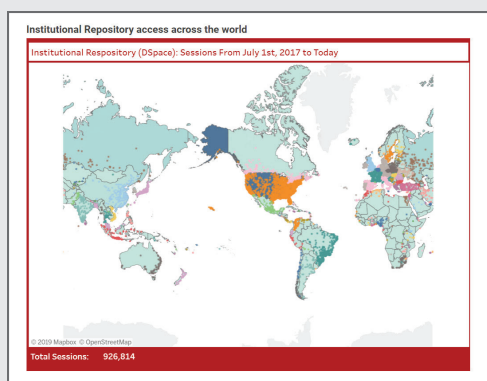 Institutional Repository access across the world
Institutional Respository (DSpace): Sessions From July 1st, 2017 to Today
© 2019 Mapbox © OpenStreetMap
Total Sessions: 926,814